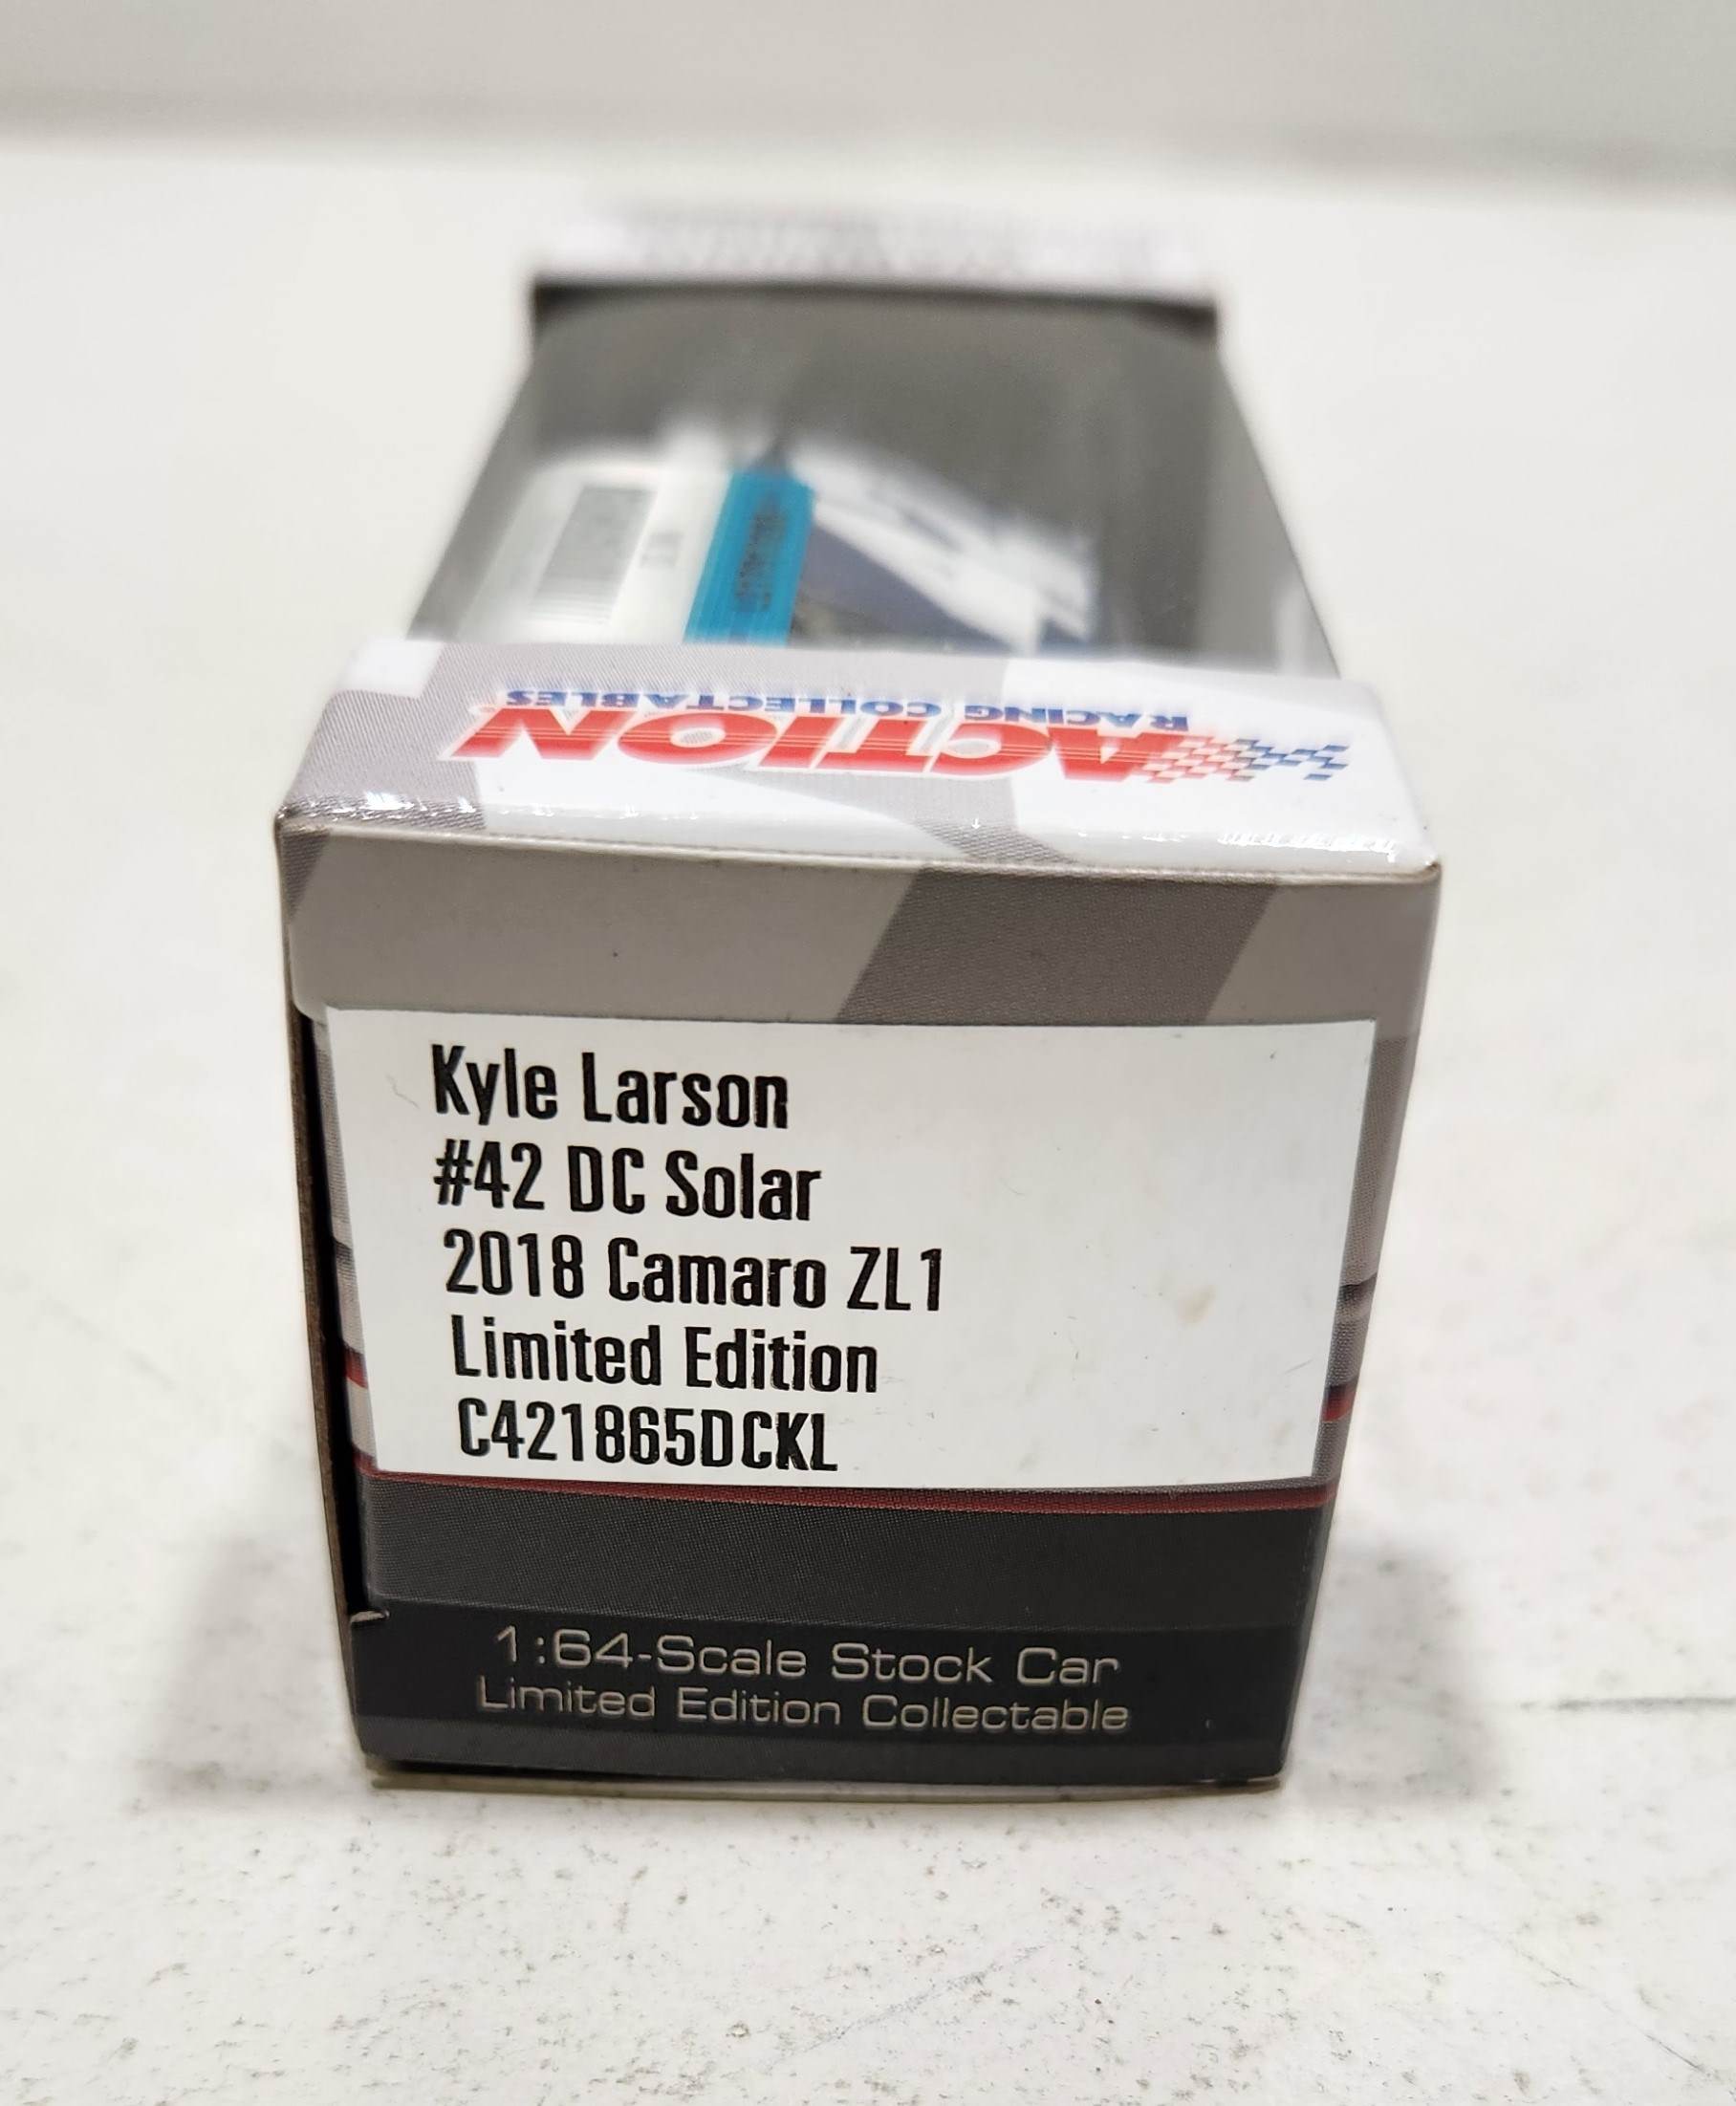 RACING COLLECTABLES
ACTION
Kyle Larson
#42 DC Solar
2018 Camaro ZL1
Limited Edition
C421865DCKL
1:64-Scale Stock Car
Limited Edition Collectable